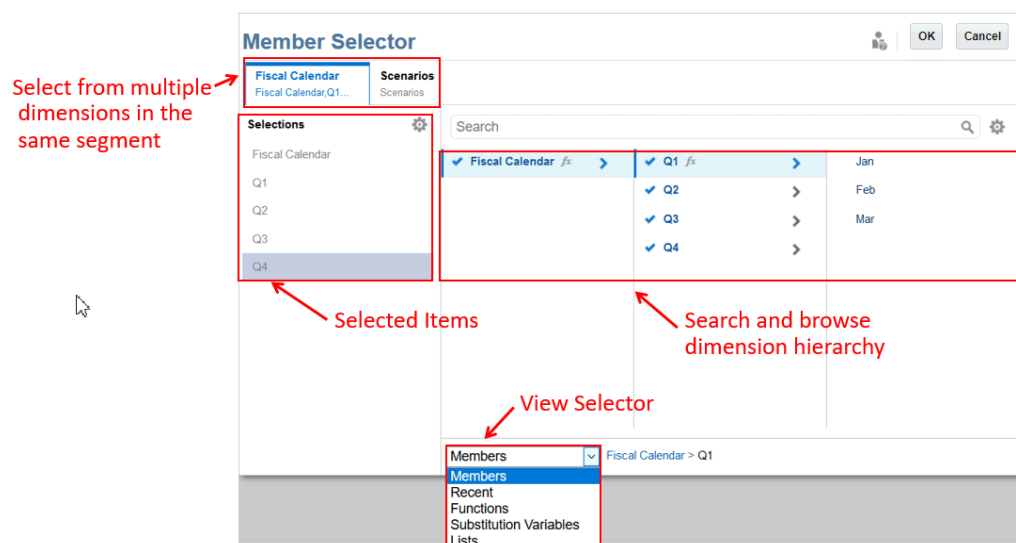 Member Selector
OK
Cancel
Select from multiple
dimensions in the
same segment
Fiscal Calendar
Fiscal Calendar,Q1...
Scenarios
Scenarios
Selections
Search
Fiscal Calendar
Q1
Q2
Q3
Q4
Fiscal Calendar fx
Q1 fx
Q2
Q3
Q4
Jan
Feb
Mar
Selected Items
Search and browse
dimension hierarchy
View Selector
Members
Fiscal Calendar > Q1
Members
Recent
Functions
Substitution Variables
Lists